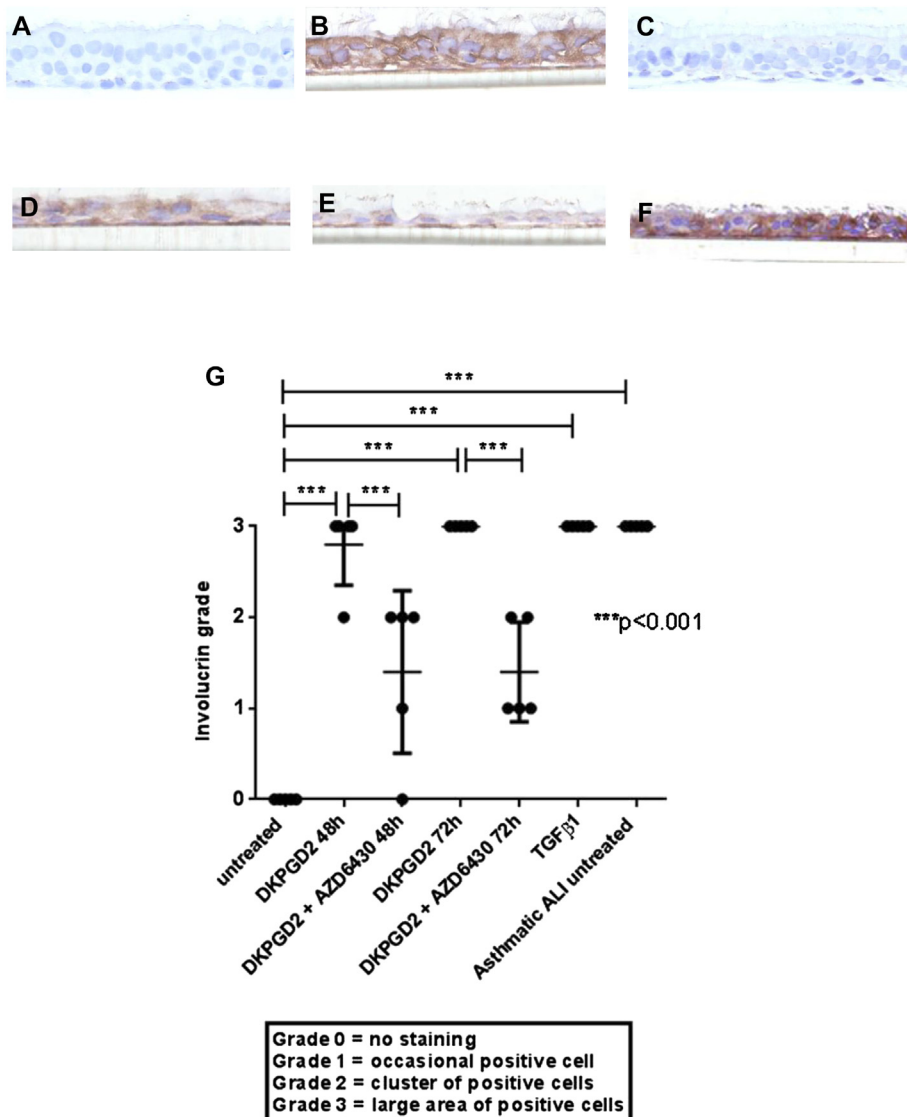 A
B
C
D
E
F
G
***
***
***
***
***
***
3
2
1
0
Involucrin grade
***p<0.001
untreated
DKPGD2 48h
DKPGD2 + AZD6430 48h
DKPGD2 72h
DKPGD2 + AZD6430 72h
TGFβ1
Asthmatic ALI untreated
Grade 0 = no staining
Grade 1 = occasional positive cell
Grade 2 = cluster of positive cells
Grade 3 = large area of positive cells